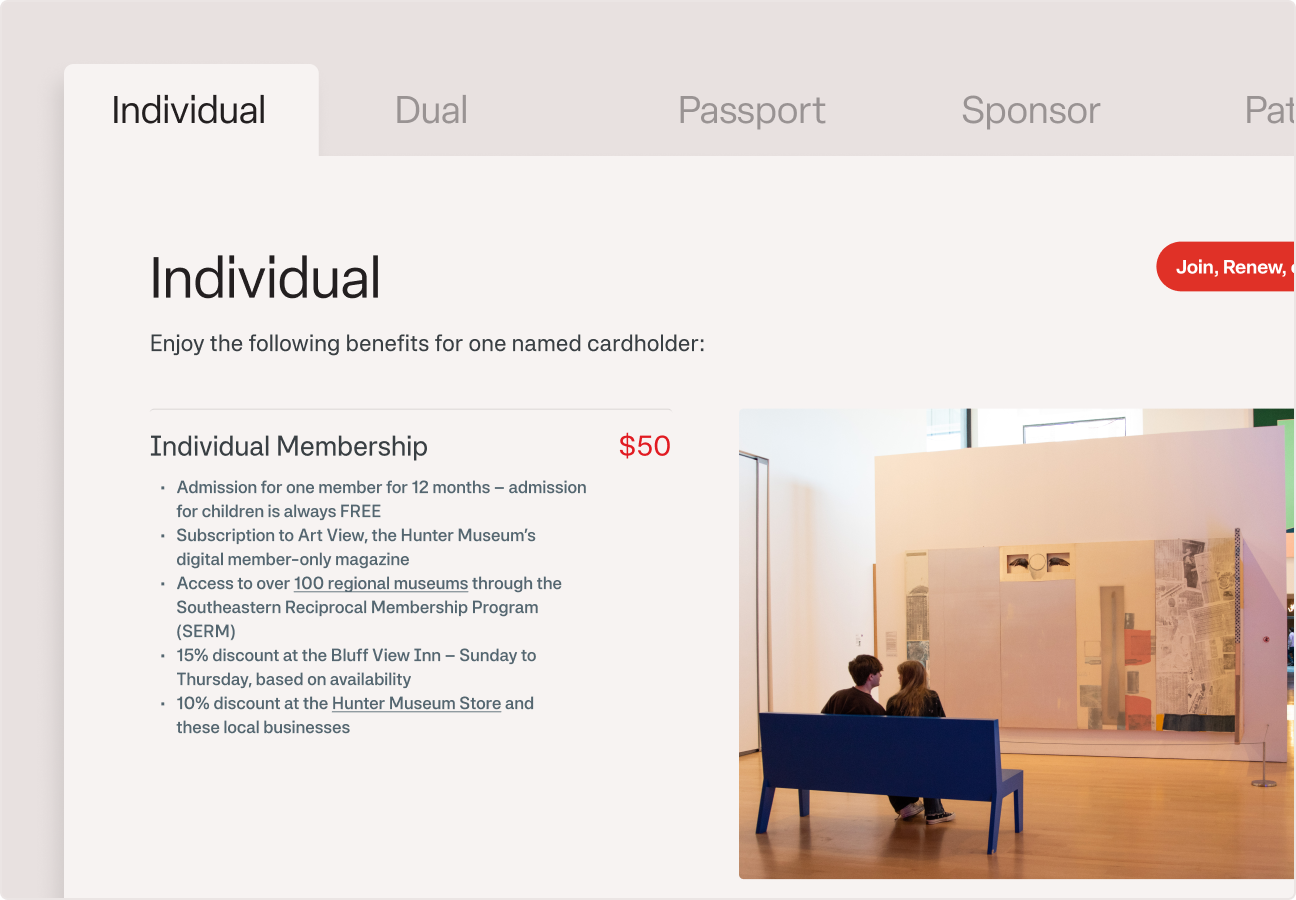 Individual
Dual
Passport
Sponsor
Individual
Join, Renew,
Enjoy the following benefits for one named cardholder:
Individual Membership
$50
· Admission for one member for 12 months – admission
for children is always FREE
· Subscription to Art View, the Hunter Museum’s
digital member-only magazine
· Access to over 100 regional museums through the
Southeastern Reciprocal Membership Program
(SERM)
· 15% discount at the Bluff View Inn – Sunday to
Thursday, based on availability
· 10% discount at the Hunter Museum Store and
these local businesses